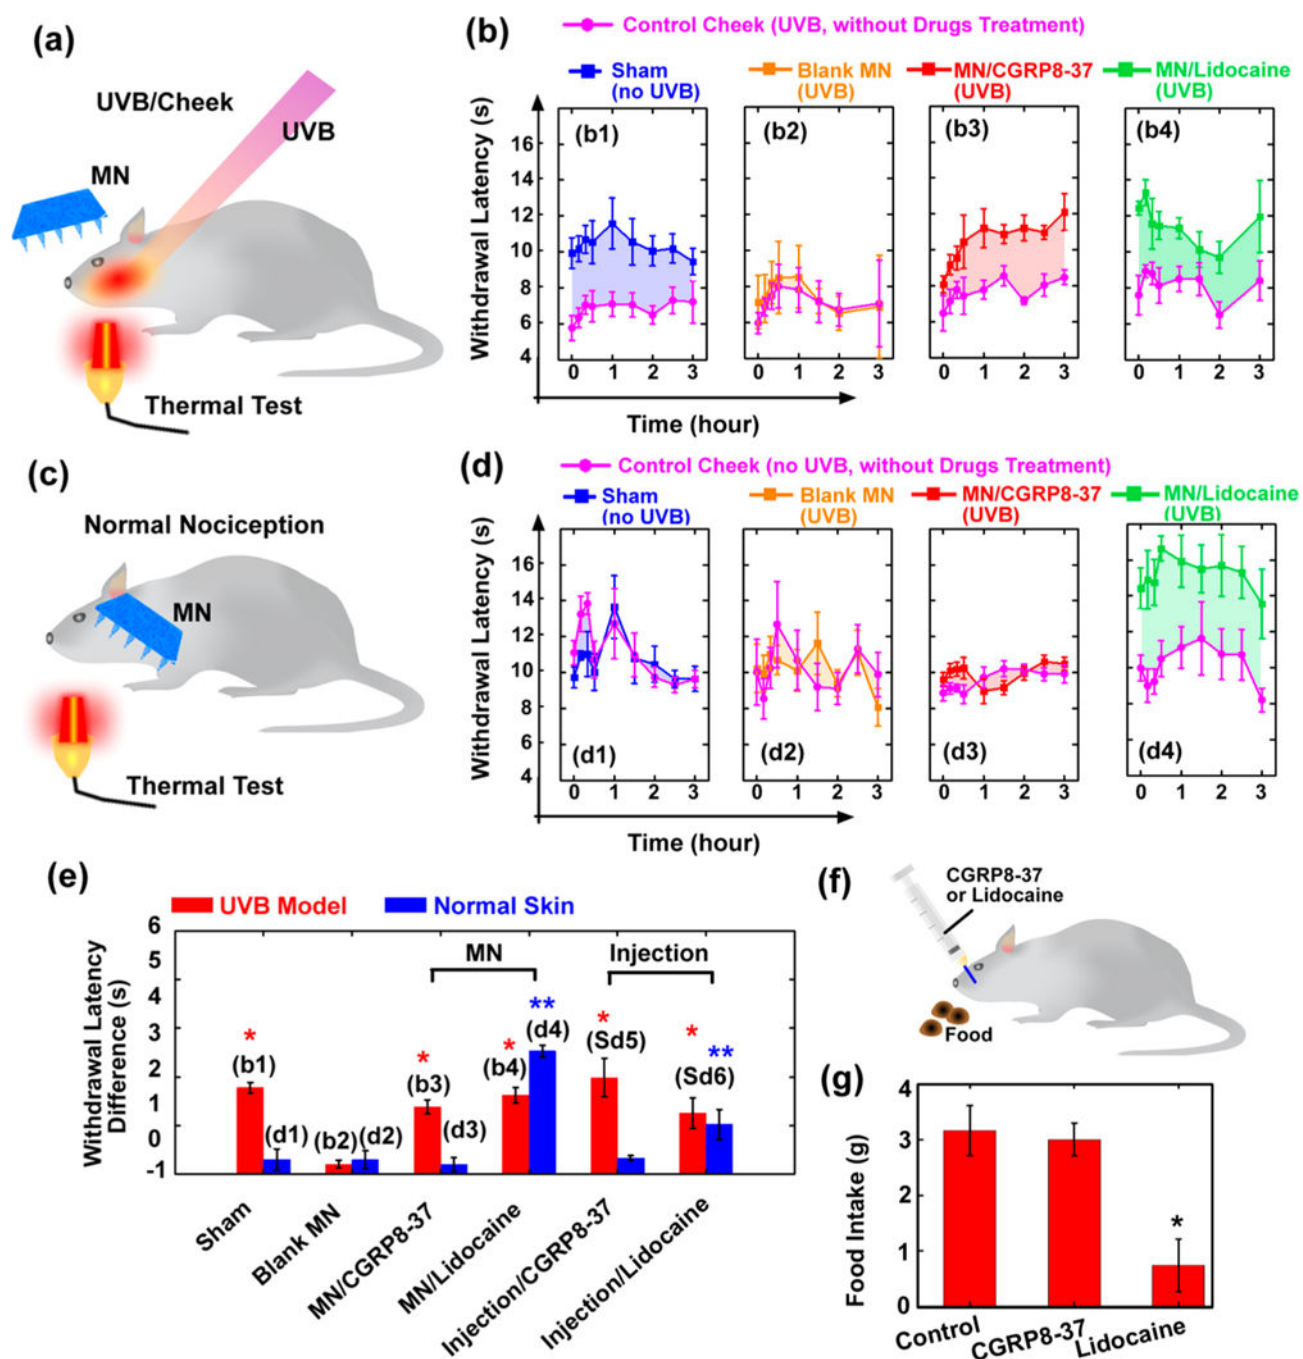 (a)
UVB/Cheek
UVB
MN
Thermal Test
(b)
Control Cheek (UVB, without Drugs Treatment)
Sham
(no UVB)
Blank MN
(UVB)
MN/CGRP8-37
(UVB)
MN/Lidocaine
(UVB)
Withdrawal Latency (s)
16
14
12
10
8
6
4
(b1)
(b2)
(b3)
(b4)
0 1 2 3
0 1 2 3
0 1 2 3
0 1 2 3
Time (hour)
(c)
Normal Nociception
MN
Thermal Test
(d)
Control Cheek (no UVB, without Drugs Treatment)
Sham
(no UVB)
Blank MN
(UVB)
MN/CGRP8-37
(UVB)
MN/Lidocaine
(UVB)
Withdrawal Latency (s)
16
14
12
10
8
6
4
(d1)
(d2)
(d3)
(d4)
0 1 2 3
0 1 2 3
0 1 2 3
0 1 2 3
Time (hour)
(e)
UVB Model
Normal Skin
Withdrawal Latency
Difference (s)
6
5
4
3
2
1
0
-1
MN
Injection
*
(b1)
(d1)
(b2)
(d2)
*
(b3)
(d3)
*
(b4)
**
(d4)
*
(Sd5)
*
**
(Sd6)
Sham
Blank MN
MN/CGRP8-37
MN/Lidocaine
Injection/CGRP8-37
Injection/Lidocaine
(f)
CGRP8-37
or Lidocaine
Food
(g)
Food Intake (g)
4
3
2
1
0
*
Control
CGRP8-37
Lidocaine